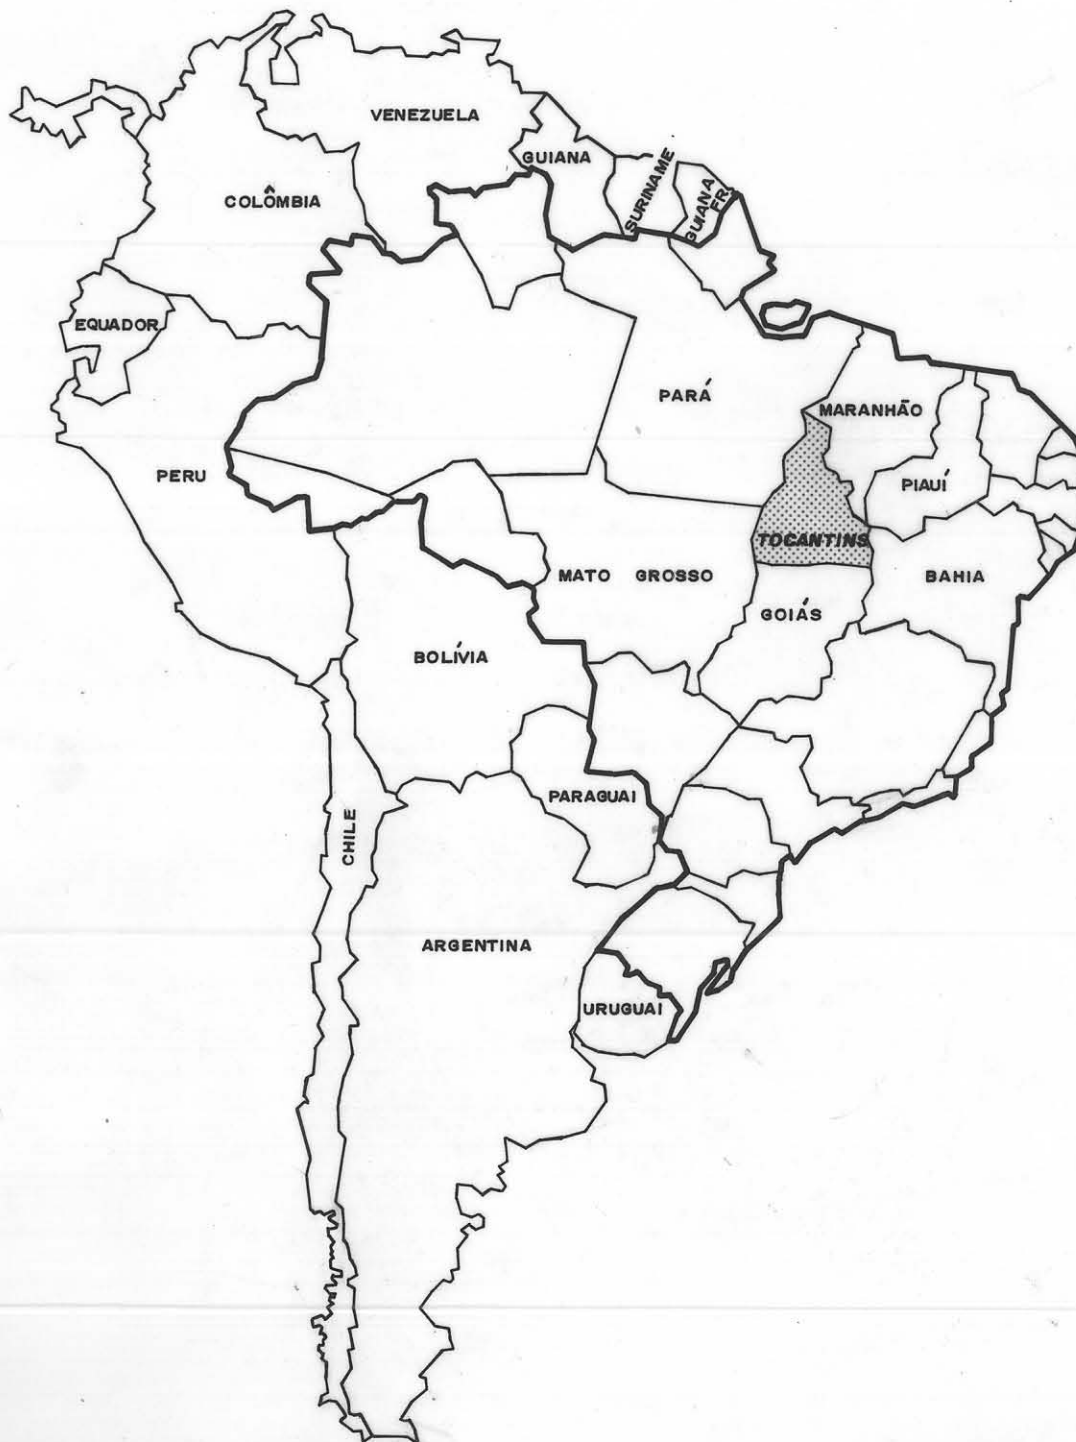 VENEZUELA
GUIANA
SURINAME
GUIANA
FR.
COLÔMBIA
EQUADOR
PARÁ
MARANHÃO
PERU
PIAUÍ
TOCANTINS
MATO GROSSO
BAHIA
GOIÁS
BOLÍVIA
PARAGUAI
CHILE
ARGENTINA
URUGUAI